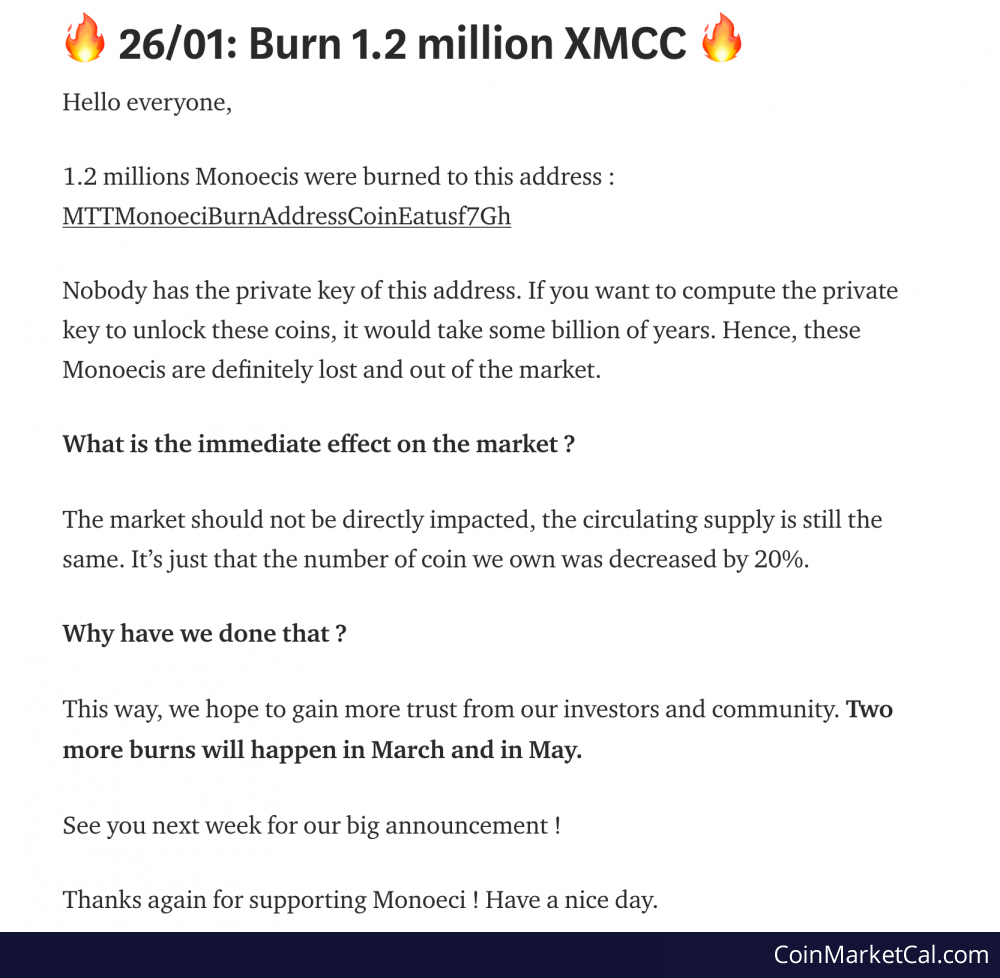 🔥 26/01: Burn 1.2 million XMCC 🔥
Hello everyone,
1.2 millions Monoecis were burned to this address :
MTTMonoeciBurnAddressCoinEatusf7Gh
Nobody has the private key of this address. If you want to compute the private
key to unlock these coins, it would take some billion of years. Hence, these
Monoecis are definitely lost and out of the market.
What is the immediate effect on the market ?
The market should not be directly impacted, the circulating supply is still the
same. It’s just that the number of coin we own was decreased by 20%.
Why have we done that ?
This way, we hope to gain more trust from our investors and community. Two
more burns will happen in March and in May.
See you next week for our big announcement !
Thanks again for supporting Monoeci ! Have a nice day.
CoinMarketCal.com